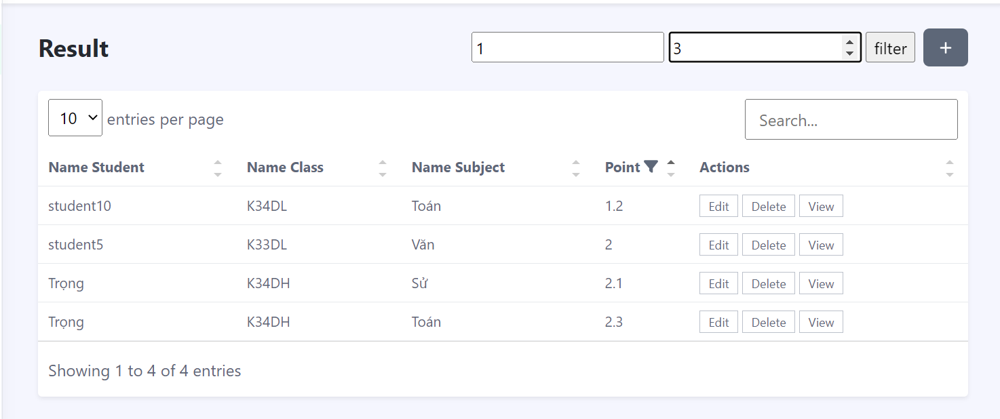 Result 1 3 filter +
10 entries per page Search...
Name Student Name Class Name Subject Point Actions
student10 K34DL Toán 1.2 Edit Delete View
student5 K33DL Văn 2 Edit Delete View
Trọng K34DH Sử 2.1 Edit Delete View
Trọng K34DH Toán 2.3 Edit Delete View
Showing 1 to 4 of 4 entries